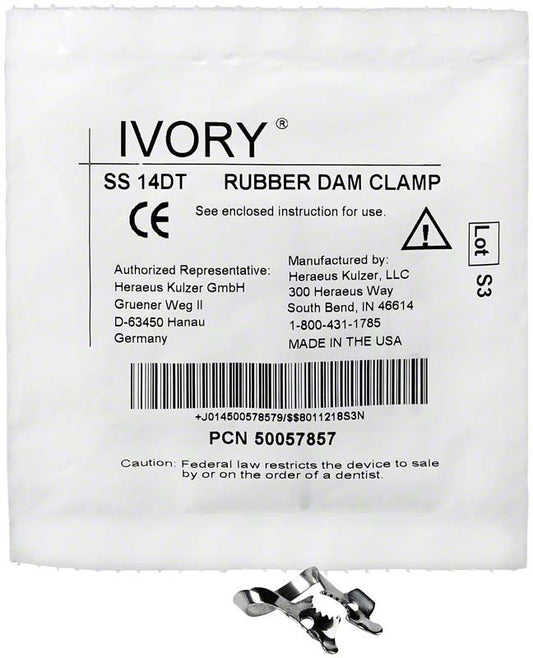 IVORY®
SS 14DT RUBBER DAM CLAMP
CE See enclosed instruction for use.
!
Lot S3
Authorized Representative:
Heraeus Kulzer GmbH
Gruener Weg II
D-63450 Hanau
Germany
Manufactured by:
Heraeus Kulzer, LLC
300 Heraeus Way
South Bend, IN 46614
1-800-431-1785
MADE IN THE USA
+J014500578579/$$8011218S3N
PCN 50057857
Caution: Federal law restricts the device to sale
by or on the order of a dentist.